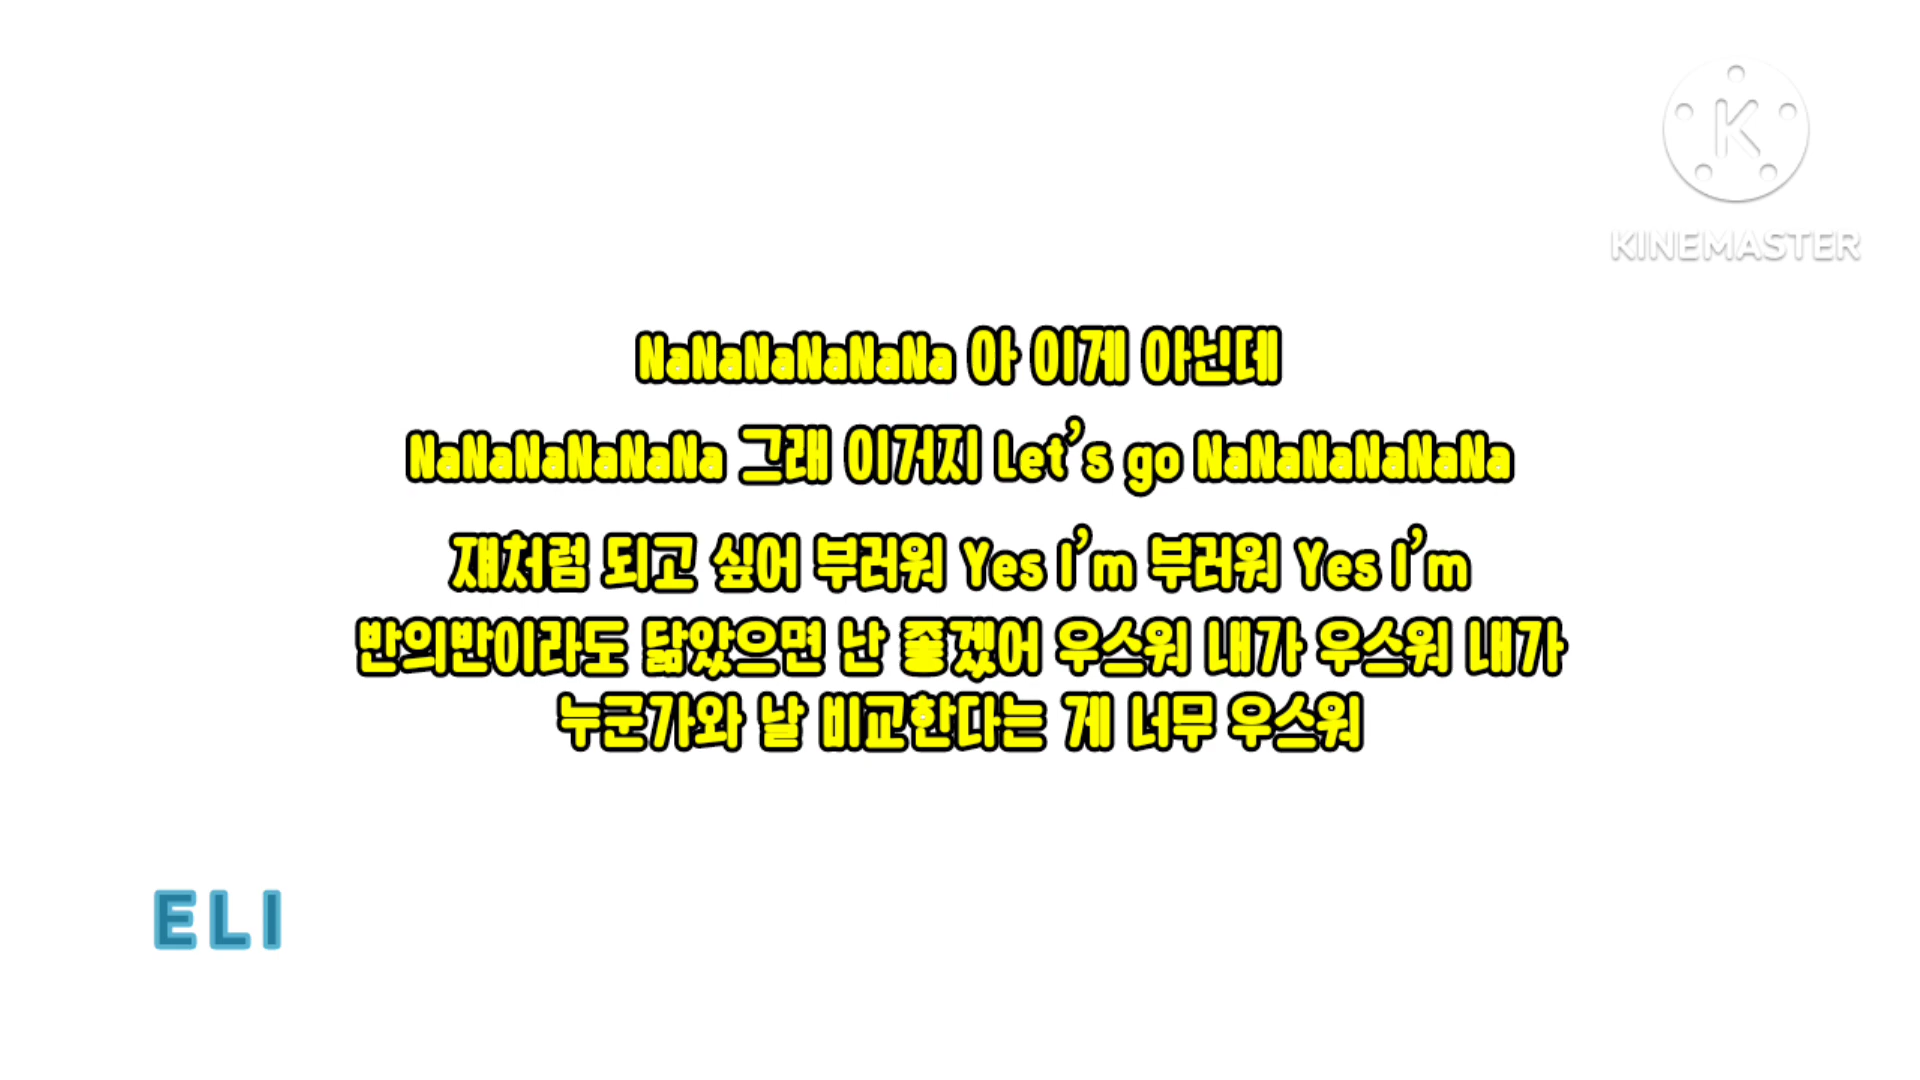 KINEMASTER
NaNaNaNaNaNa 아 이게 아닌데
NaNaNaNaNaNa 그래 이거지 Let's go NaNaNaNaNaNa
쟤처럼 되고 싶어 부러워 Yes I'm 부러워 Yes I'm
반의반이라도 닮았으면 난 좋겠어 우스워 내가 우스워 내가
누군가와 날 비교한다는 게 너무 우스워
ELI